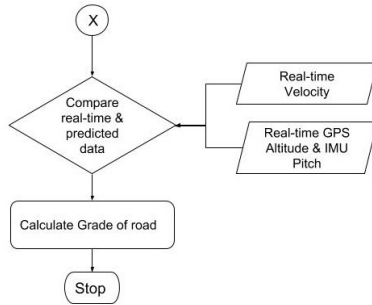 X
Compare
real-time &
predicted
data
Real-time
Velocity
Real-time GPS
Altitude & IMU
Pitch
Calculate Grade of road
Stop